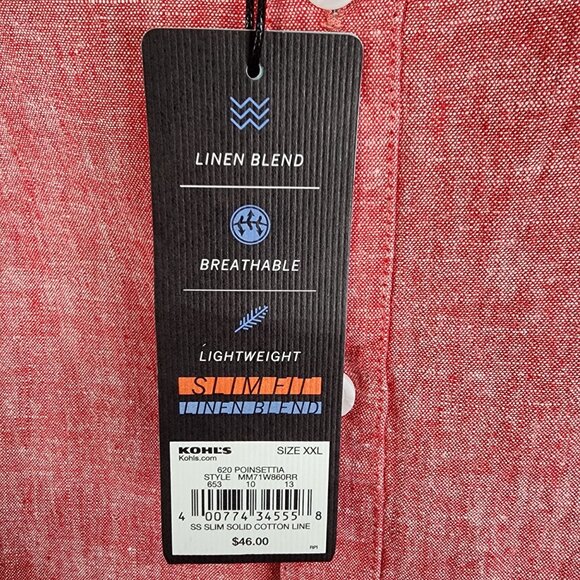 LINEN BLEND
BREATHABLE
LIGHTWEIGHT
SLIM FIT
LINEN BLEND
KOHL'S SIZE XXL
Kohls.com
620 POINSETTIA
STYLE MM71W860RR
653 10 13
4 00774 34555 8
SS SLIM SOLID COTTON LINE
$46.00
RP1